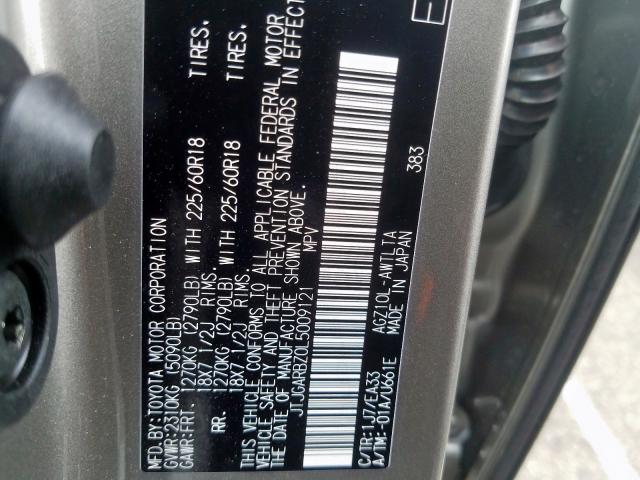 MFD.BY:TOYOTA MOTOR CORPORATION
GVWR:2310KG (5090LB)
GAWR:FRT. 1270KG (2790LB) WITH 225/60R18 TIRES.
18X7 1/2J RIMS.
RR. 1270KG (2790LB) WITH 225/60R18 TIRES.
18X7 1/2J RIMS.
THIS VEHICLE CONFORMS TO ALL APPLICABLE FEDERAL MOTOR
VEHICLE SAFETY AND THEFT PREVENTION STANDARDS IN EFFECT
THE DATE OF MANUFACTURE SHOWN ABOVE.
JTJGARBZ0L5009121 MPV
383
C/TR:1J7/EA33 AGZ10L-AWTLTA
A/TM:-01A/U661E MADE IN JAPAN